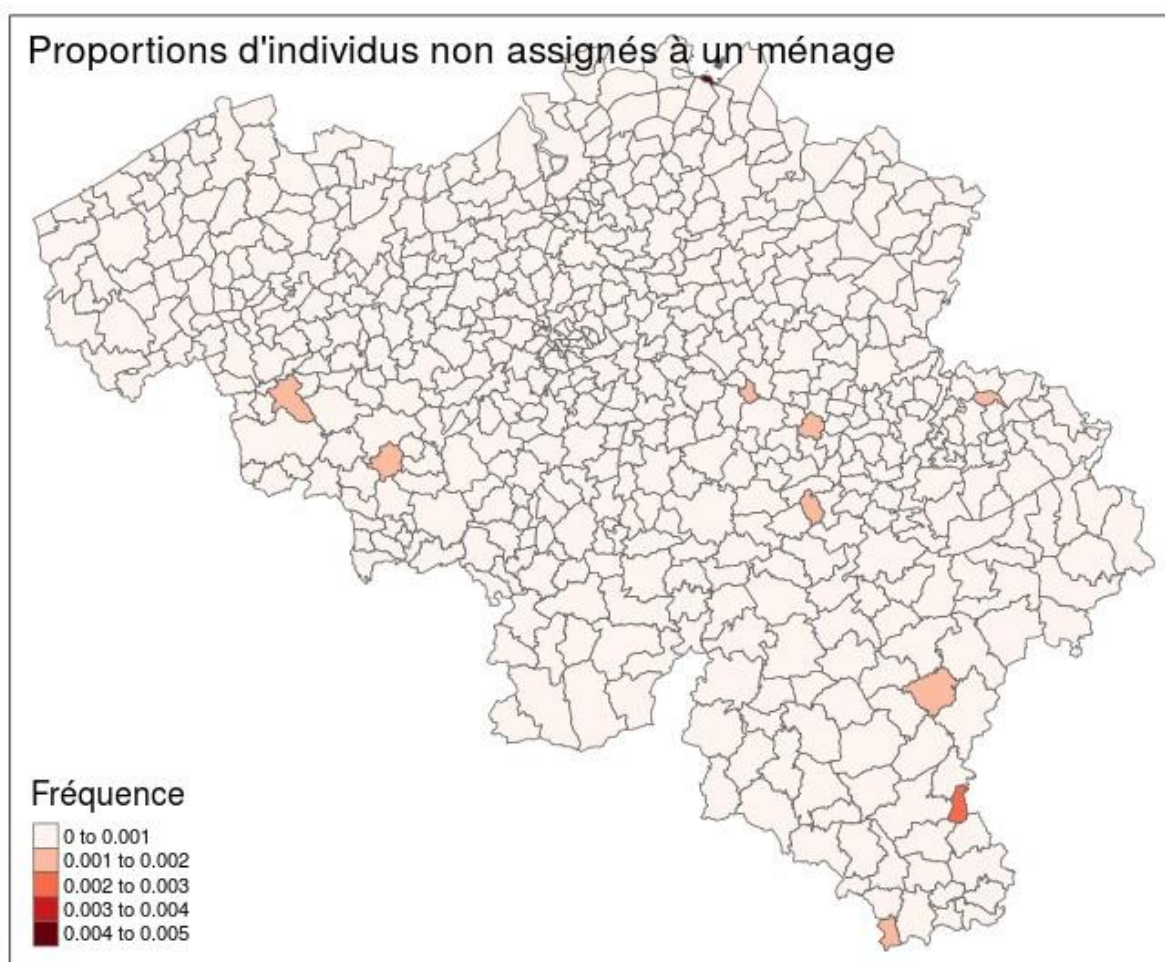 Proportions d'individus non assignés à un ménage
Fréquence
0 to 0.001
0.001 to 0.002
0.002 to 0.003
0.003 to 0.004
0.004 to 0.005